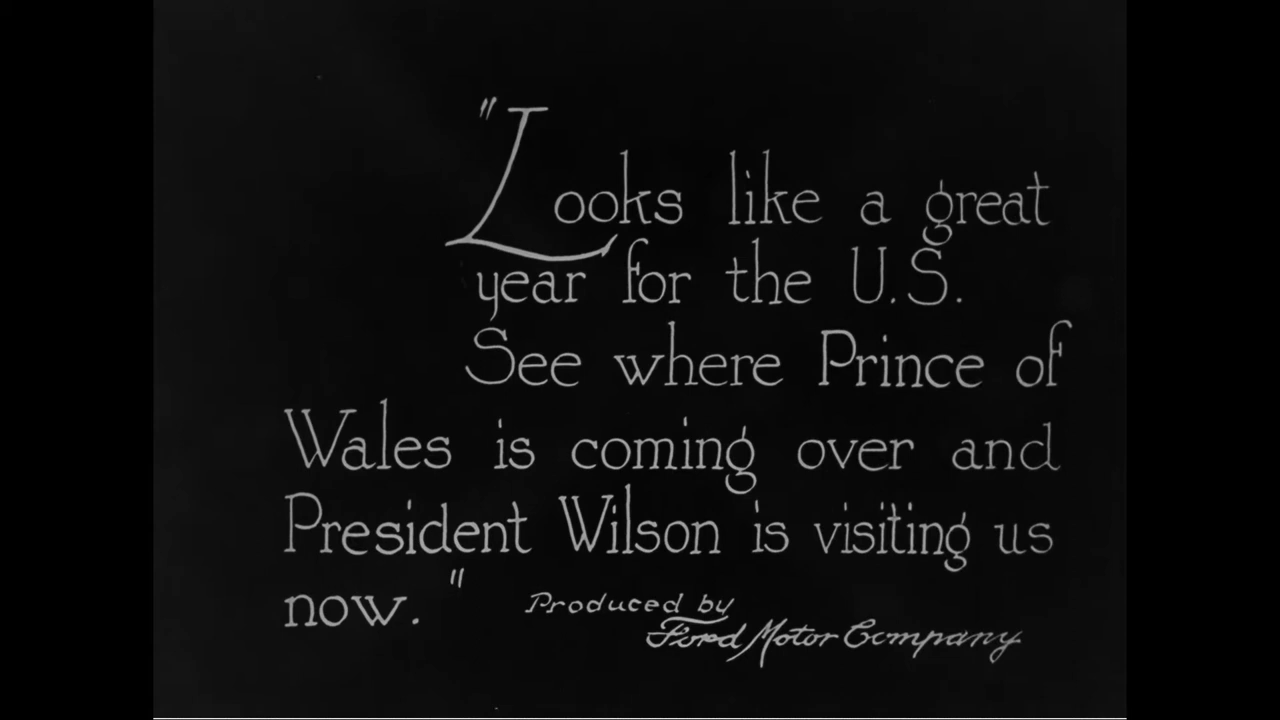 "Looks like a great
year for the U.S.
See where Prince of
Wales is coming over and
President Wilson is visiting us
now."
Produced by
Ford Motor Company